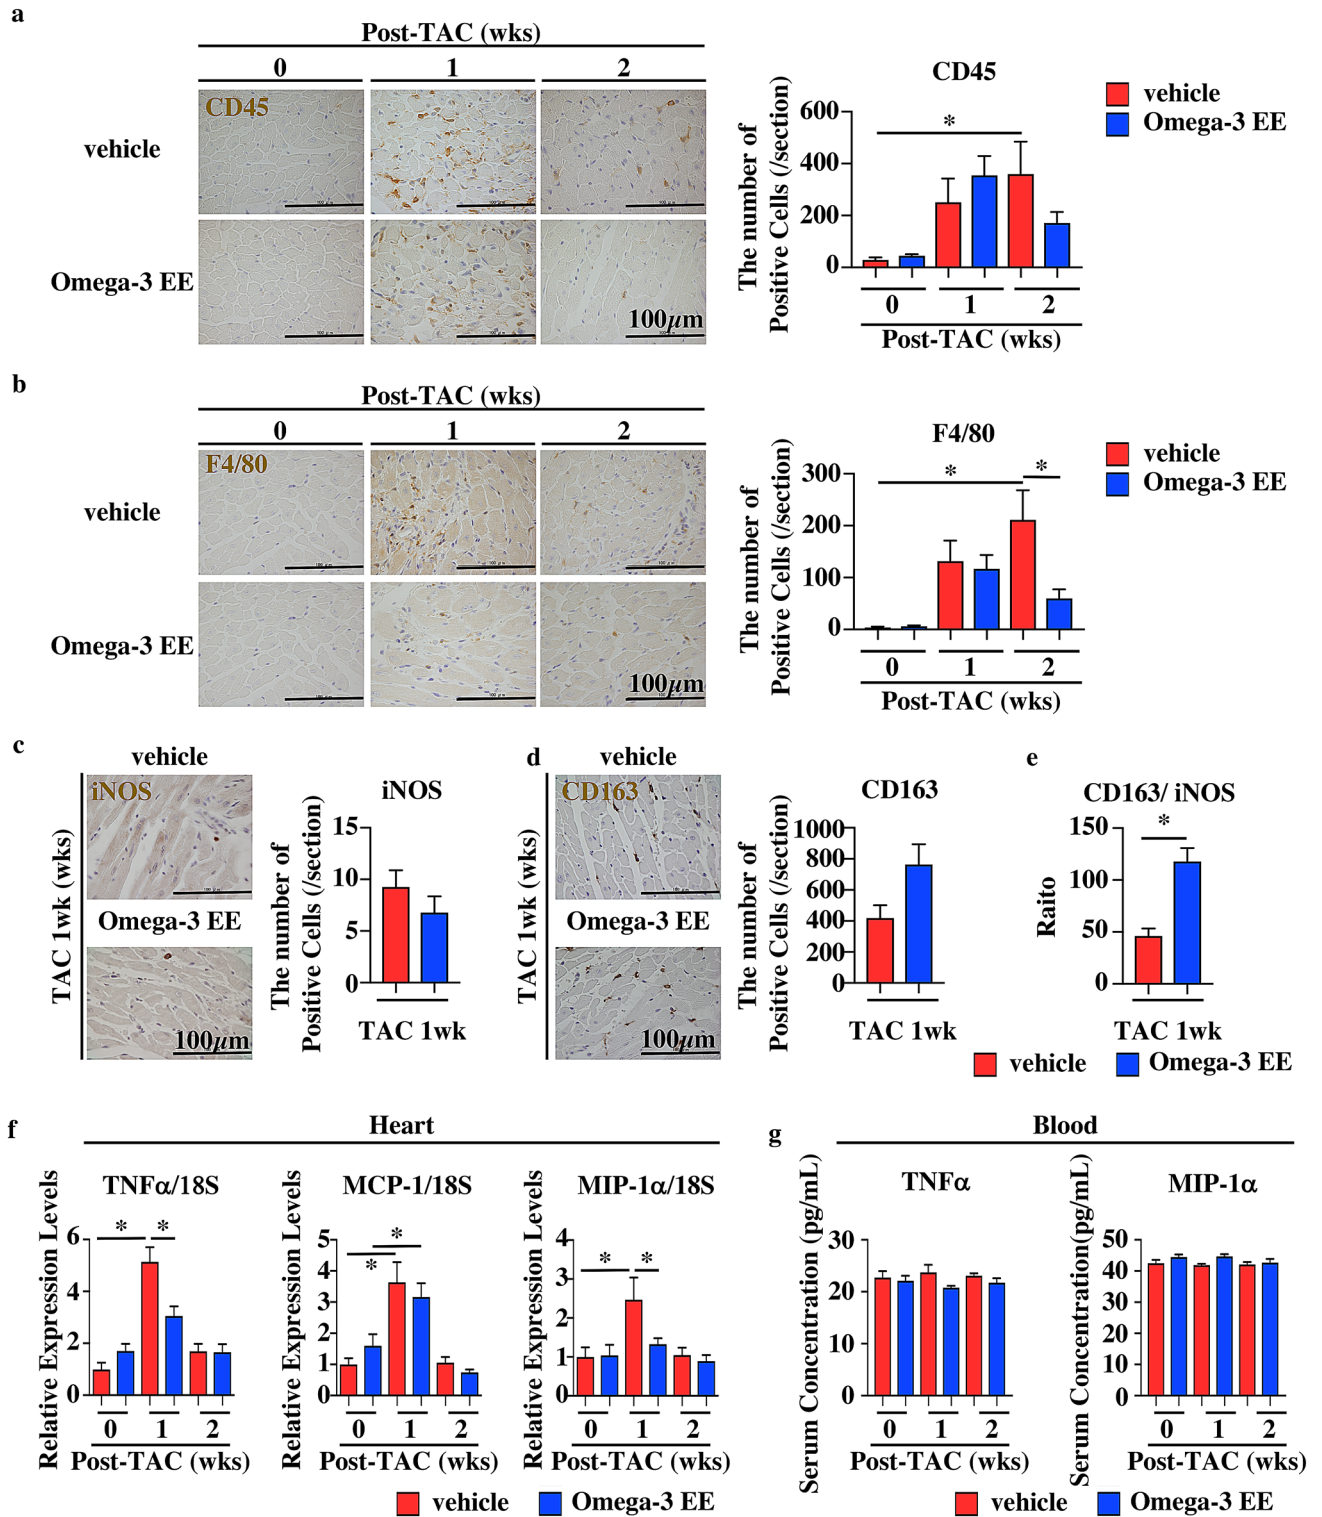 a
Post-TAC (wks)
0 1 2
CD45
vehicle
Omega-3 EE
100μm
CD45
The number of
Positive Cells (/section)
600
400
200
0
*
0 1 2
Post-TAC (wks)
vehicle
Omega-3 EE
b
Post-TAC (wks)
0 1 2
F4/80
vehicle
Omega-3 EE
100μm
F4/80
The number of
Positive Cells (/section)
300
200
100
0
* *
0 1 2
Post-TAC (wks)
vehicle
Omega-3 EE
c
vehicle
iNOS
TAC 1wk (wks)
Omega-3 EE
100μm
iNOS
The number of
Positive Cells (/section)
15
10
5
0
TAC 1wk
d
vehicle
CD163
TAC 1wk (wks)
Omega-3 EE
100μm
CD163
The number of
Positive Cells (/section)
1000
800
600
400
200
0
TAC 1wk
e
CD163/ iNOS
Raito
150
100
50
0
*
TAC 1wk
vehicle Omega-3 EE
f
Heart
TNFα/18S
Relative Expression Levels
6
4
2
0
* *
0 1 2
Post-TAC (wks)
MCP-1/18S
Relative Expression Levels
5
4
3
2
1
0
*
*
0 1 2
Post-TAC (wks)
MIP-1α/18S
Relative Expression Levels
4
3
2
1
0
* *
0 1 2
Post-TAC (wks)
vehicle Omega-3 EE
g
Blood
TNFα
Serum Concentration (pg/mL)
30
20
10
0
0 1 2
Post-TAC (wks)
MIP-1α
Serum Concentration(pg/mL)
50
40
30
20
10
0
0 1 2
Post-TAC (wks)
vehicle Omega-3 EE